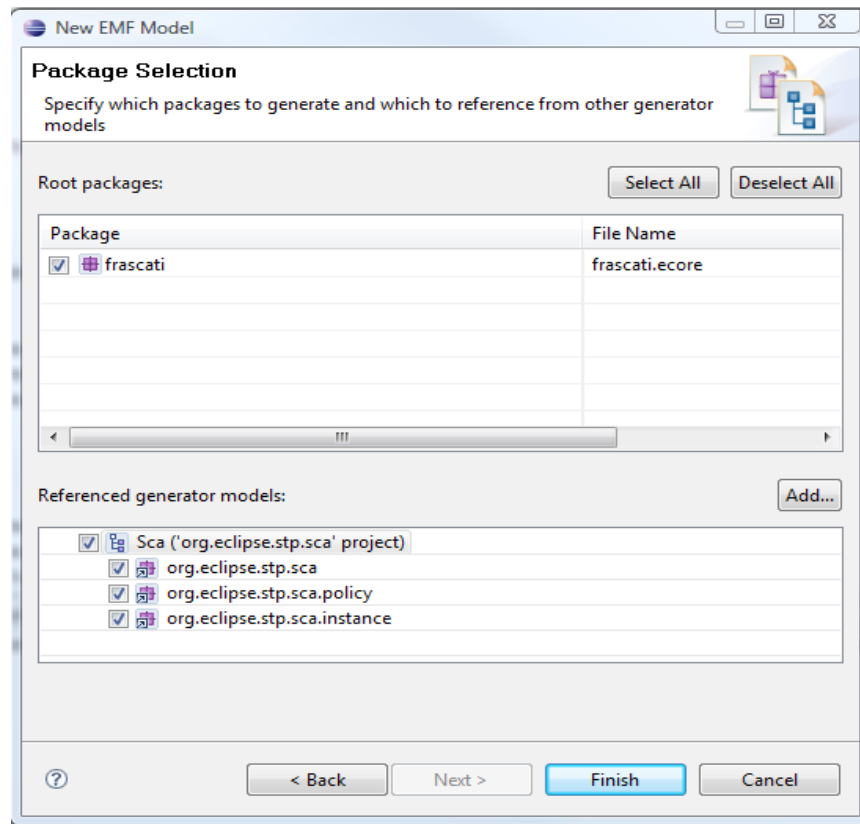 New EMF Model
Package Selection
Specify which packages to generate and which to reference from other generator
models
Root packages:
Select All
Deselect All
Package
File Name
frascati
frascati.ecore
Referenced generator models:
Add...
Sca ('org.eclipse.stp.sca' project)
org.eclipse.stp.sca
org.eclipse.stp.sca.policy
org.eclipse.stp.sca.instance
< Back
Next >
Finish
Cancel